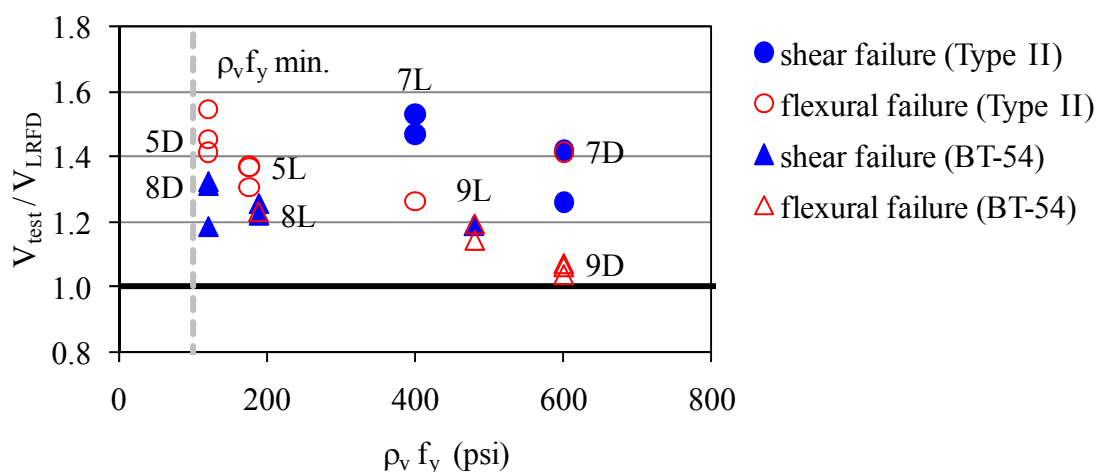 1.8
1.6
1.4
1.2
1.0
0.8
V_test / V_LRFD
0
200
400
600
800
ρ_v f_y (psi)
ρ_v f_y min.
5D
8D
5L
8L
7L
9L
7D
9D
shear failure (Type II)
flexural failure (Type II)
shear failure (BT-54)
flexural failure (BT-54)